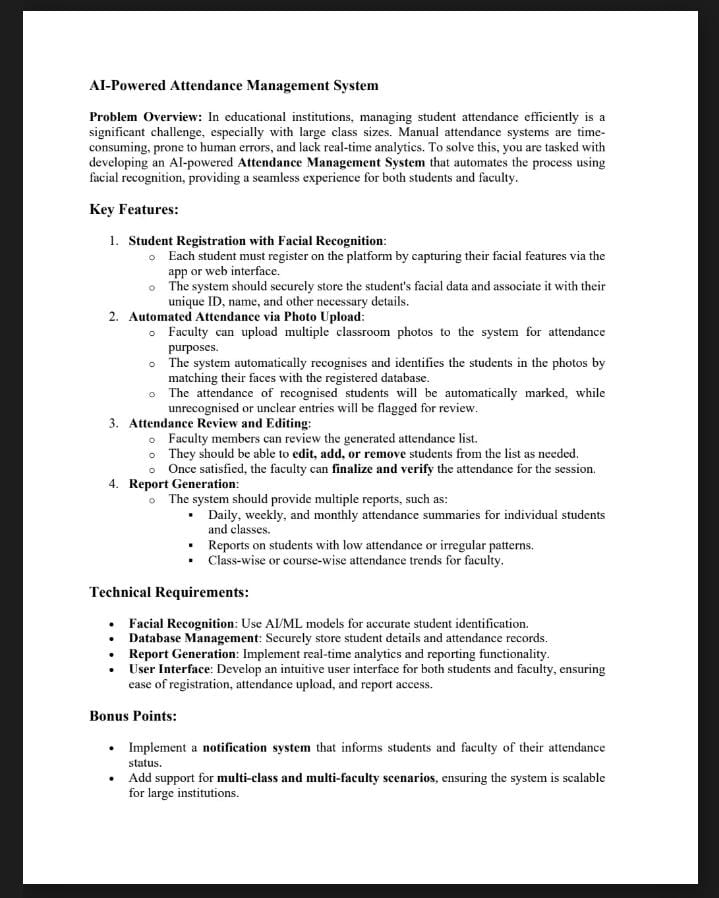 AI-Powered Attendance Management System
Problem Overview: In educational institutions, managing student attendance efficiently is a
significant challenge, especially with large class sizes. Manual attendance systems are time-
consuming, prone to human errors, and lack real-time analytics. To solve this, you are tasked with
developing an AI-powered Attendance Management System that automates the process using
facial recognition, providing a seamless experience for both students and faculty.
Key Features:
1. Student Registration with Facial Recognition:
o Each student must register on the platform by capturing their facial features via the
app or web interface.
o The system should securely store the student's facial data and associate it with their
unique ID, name, and other necessary details.
2. Automated Attendance via Photo Upload:
o Faculty can upload multiple classroom photos to the system for attendance
purposes.
o The system automatically recognises and identifies the students in the photos by
matching their faces with the registered database.
o The attendance of recognised students will be automatically marked, while
unrecognised or unclear entries will be flagged for review.
3. Attendance Review and Editing:
o Faculty members can review the generated attendance list.
o They should be able to edit, add, or remove students from the list as needed.
o Once satisfied, the faculty can finalize and verify the attendance for the session.
4. Report Generation:
o The system should provide multiple reports, such as:
▪ Daily, weekly, and monthly attendance summaries for individual students
and classes.
▪ Reports on students with low attendance or irregular patterns.
▪ Class-wise or course-wise attendance trends for faculty.
Technical Requirements:
• Facial Recognition: Use AI/ML models for accurate student identification.
• Database Management: Securely store student details and attendance records.
• Report Generation: Implement real-time analytics and reporting functionality.
• User Interface: Develop an intuitive user interface for both students and faculty, ensuring
ease of registration, attendance upload, and report access.
Bonus Points:
• Implement a notification system that informs students and faculty of their attendance
status.
• Add support for multi-class and multi-faculty scenarios, ensuring the system is scalable
for large institutions.